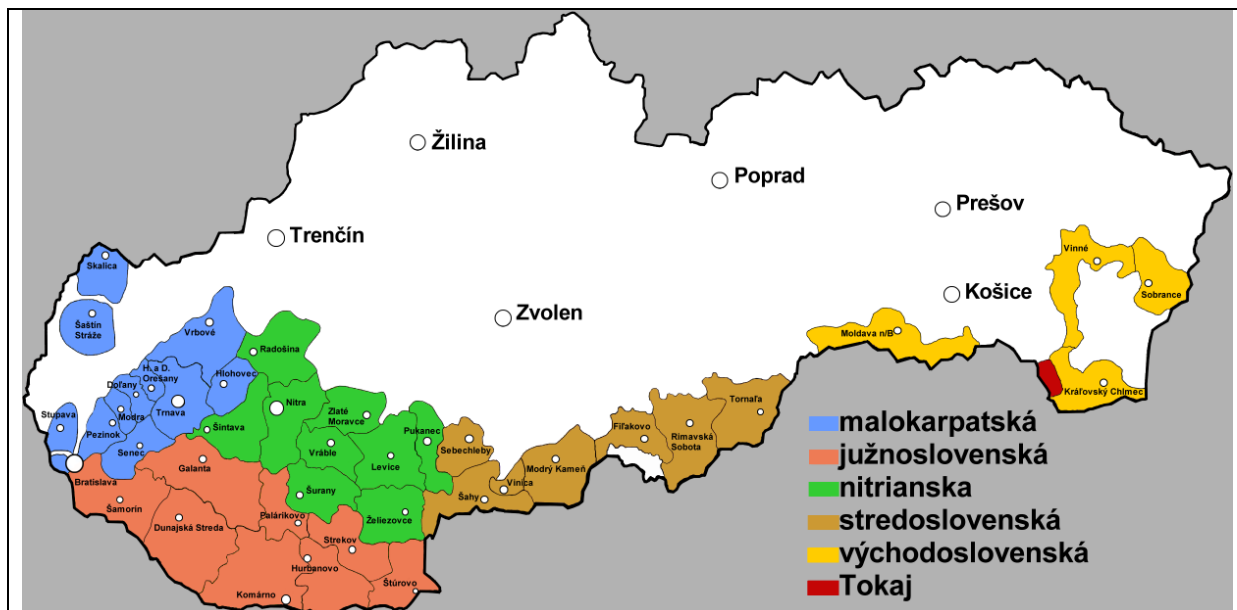 Žilina
Poprad
Prešov
Trenčín
Vinné
Skalica
Košice
Sobrance
Zvolen
Šaštín
Stráže
Vrbové
Moldava n/B
Radošina
H. a D.
Orešany
Hlohovec
Doľany
Kráľovský Chlmec
Nitra
Tornaľa
Trnava
Modra
Zlaté
Moravce
Stupava
Pukanec
Fiľakovo
Rimavská
Sobota
Pezinok
Šintava
Senec
Vráble
Sebechleby
Levice
Galanta
Modrý Kameň
Bratislava
Šurany
Vinica
Šahy
Šamorín
Palárikovo
Želiezovce
Dunajská Streda
Strekov
Hurbanovo
Štúrovo
Komárno
malokarpatská
južnoslovenská
nitrianska
stredoslovenská
východoslovenská
Tokaj